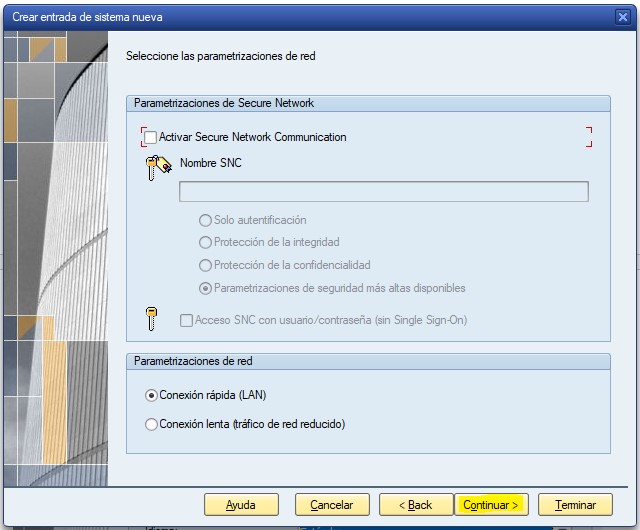 Crear entrada de sistema nueva
Seleccione las parametrizaciones de red
Parametrizaciones de Secure Network
Activar Secure Network Communication
Nombre SNC
Solo autentificación
Protección de la integridad
Protección de la confidencialidad
Parametrizaciones de seguridad más altas disponibles
Acceso SNC con usuario/contraseña (sin Single Sign-On)
Parametrizaciones de red
Conexión rápida (LAN)
Conexión lenta (tráfico de red reducido)
Ayuda Cancelar < Back Continuar > Terminar